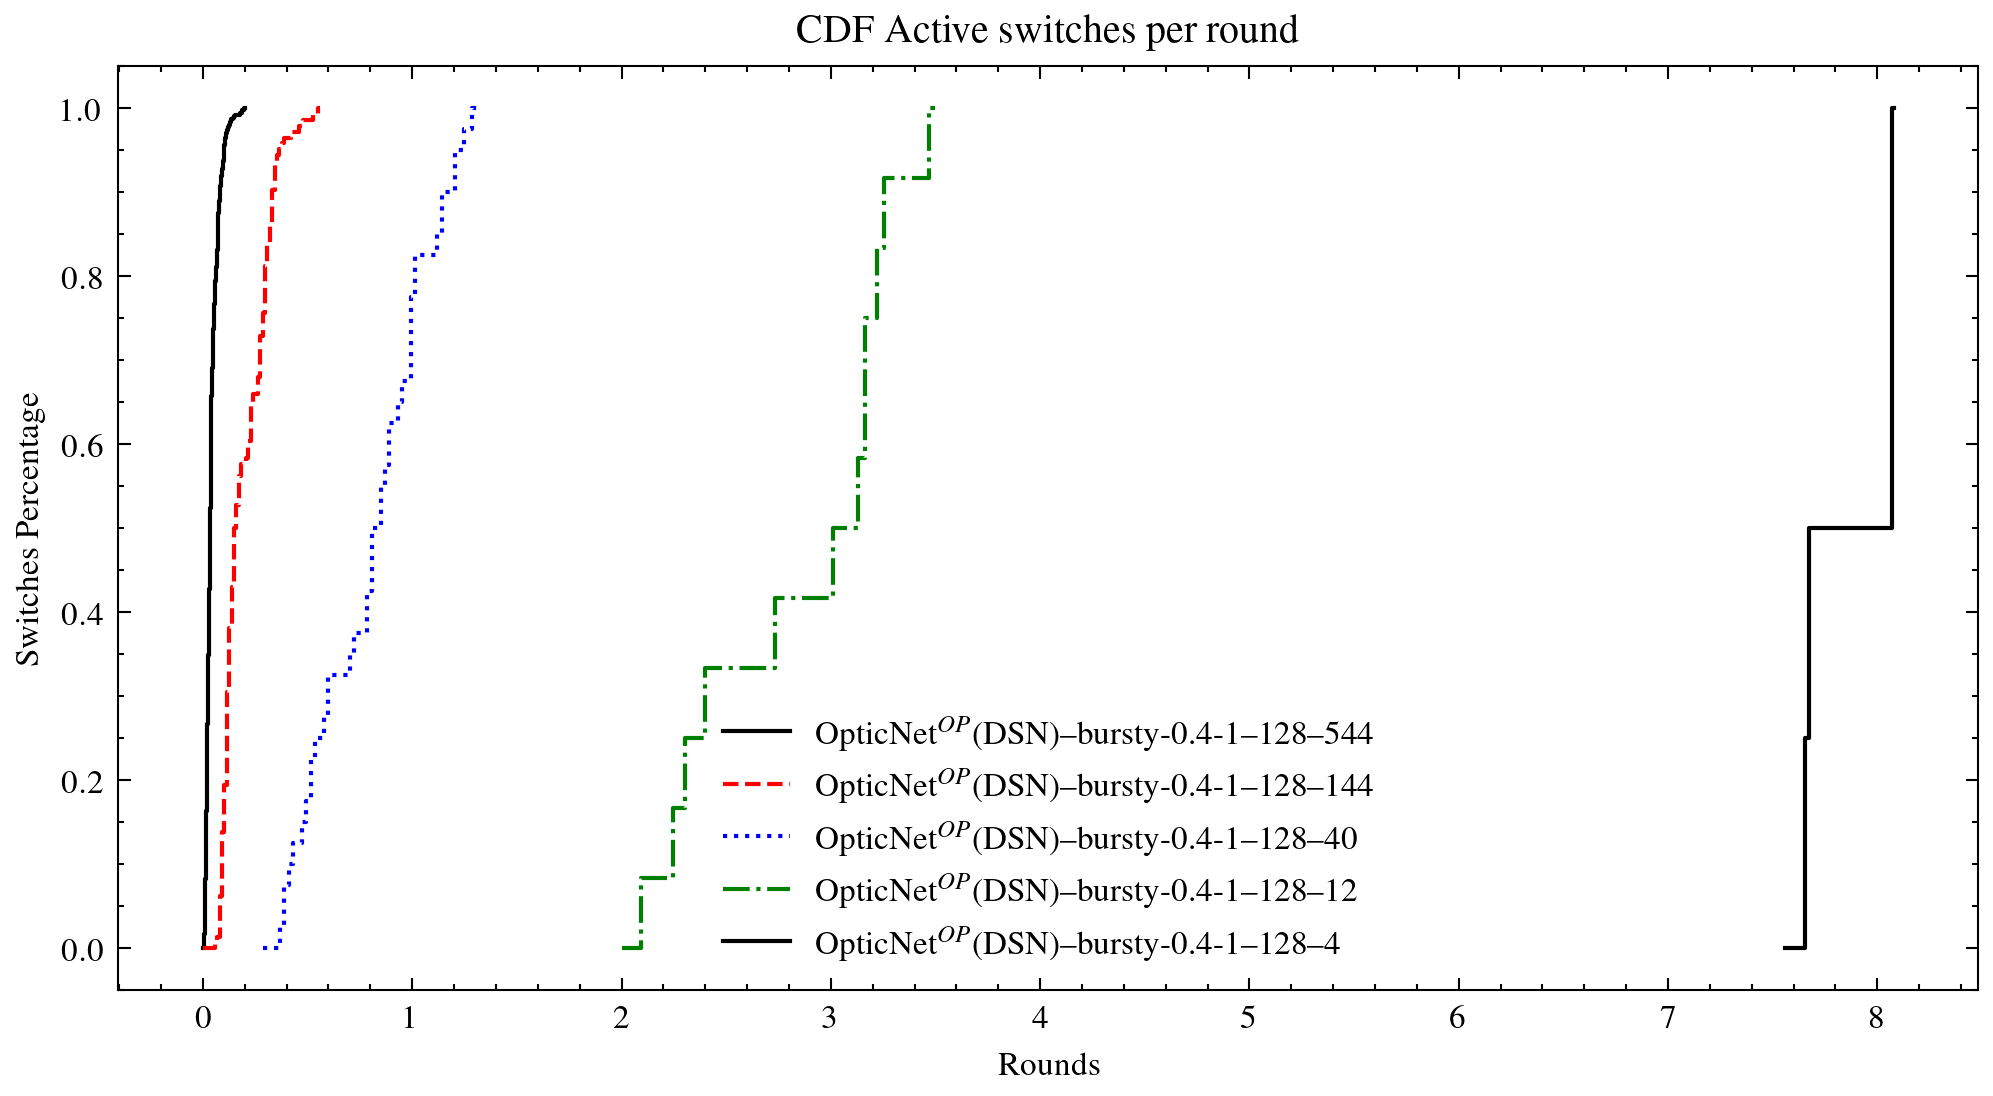 CDF Active switches per round
Switches Percentage
1.0
0.8
0.6
0.4
0.2
0.0
OpticNet^{OP}(DSN)–bursty-0.4-1–128–544
OpticNet^{OP}(DSN)–bursty-0.4-1–128–144
OpticNet^{OP}(DSN)–bursty-0.4-1–128–40
OpticNet^{OP}(DSN)–bursty-0.4-1–128–12
OpticNet^{OP}(DSN)–bursty-0.4-1–128–4
0 1 2 3 4 5 6 7 8
Rounds